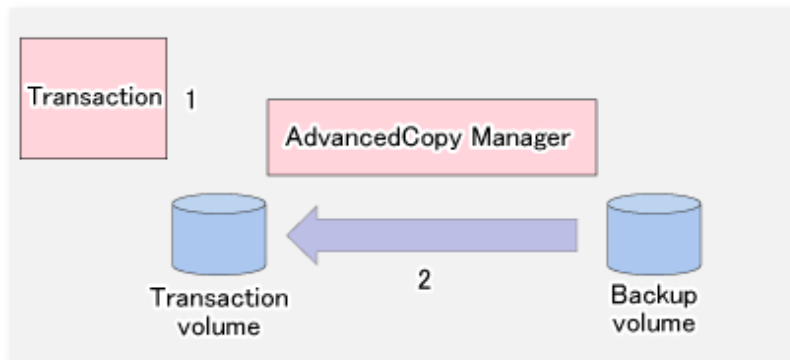 Transaction 1
AdvancedCopy Manager
2
Transaction
volume
Backup
volume